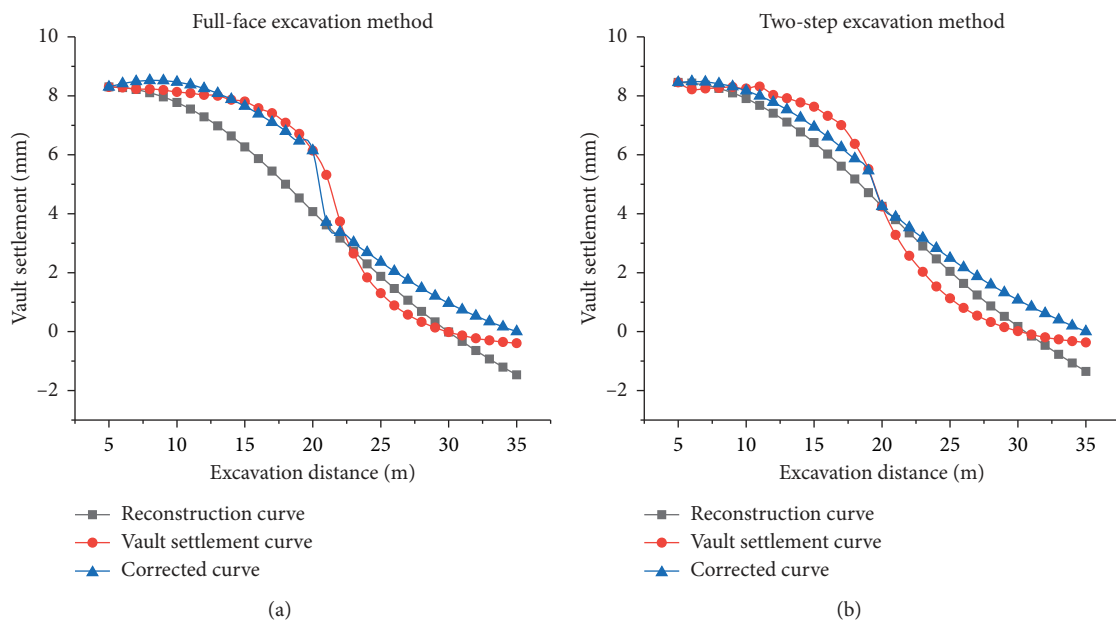 Full-face excavation method
10
8
6
4
2
0
−2
Vault settlement (mm)
5 10 15 20 25 30 35
Excavation distance (m)
Reconstruction curve
Vault settlement curve
Corrected curve
(a)
Two-step excavation method
10
8
6
4
2
0
−2
Vault settlement (mm)
5 10 15 20 25 30 35
Excavation distance (m)
Reconstruction curve
Vault settlement curve
Corrected curve
(b)